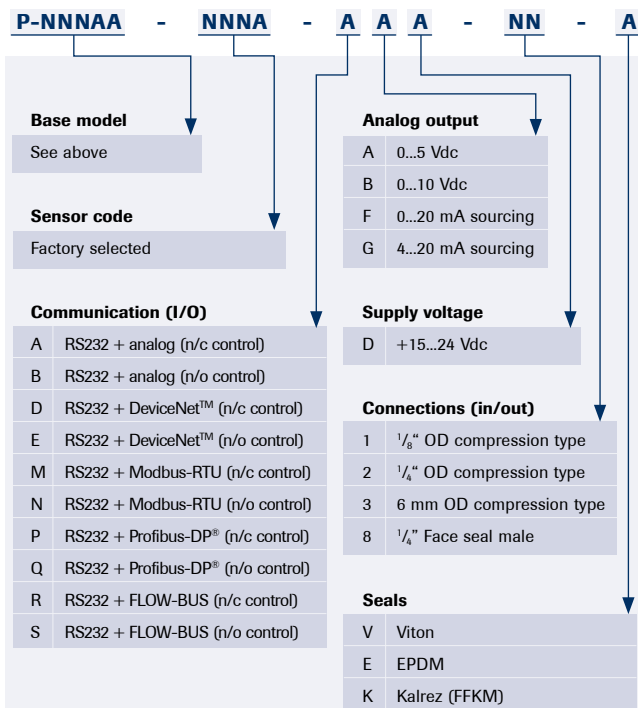 P-NNNAA - NNNA - A A A - NN - A
Base model
See above
Sensor code
Factory selected
Communication (I/O)
A RS232 + analog (n/c control)
B RS232 + analog (n/o control)
D RS232 + DeviceNet™ (n/c control)
E RS232 + DeviceNet™ (n/o control)
M RS232 + Modbus-RTU (n/c control)
N RS232 + Modbus-RTU (n/o control)
P RS232 + Profibus-DP® (n/c control)
Q RS232 + Profibus-DP® (n/o control)
R RS232 + FLOW-BUS (n/c control)
S RS232 + FLOW-BUS (n/o control)
Analog output
A 0...5 Vdc
B 0...10 Vdc
F 0...20 mA sourcing
G 4...20 mA sourcing
Supply voltage
D +15...24 Vdc
Connections (in/out)
1 1/8“ OD compression type
2 1/4“ OD compression type
3 6 mm OD compression type
8 1/4” Face seal male
Seals
V Viton
E EPDM
K Kalrez (FFKM)